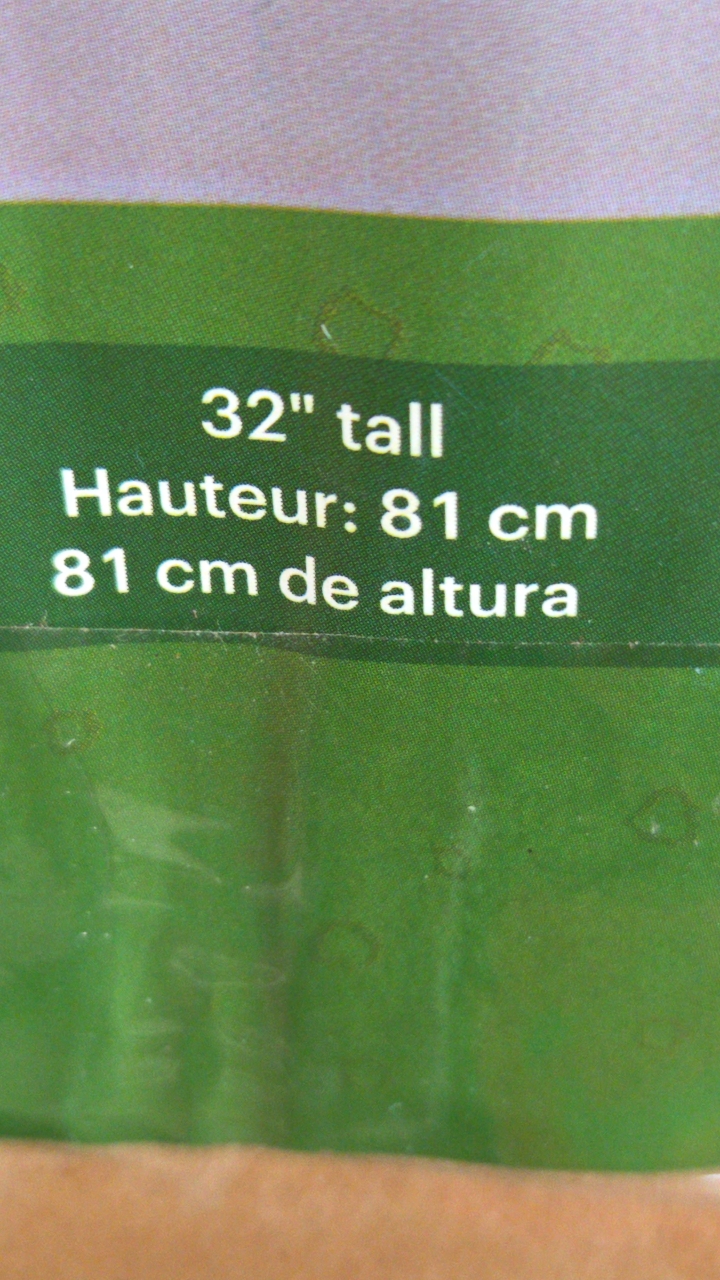 32" tall
Hauteur: 81 cm
81 cm de altura